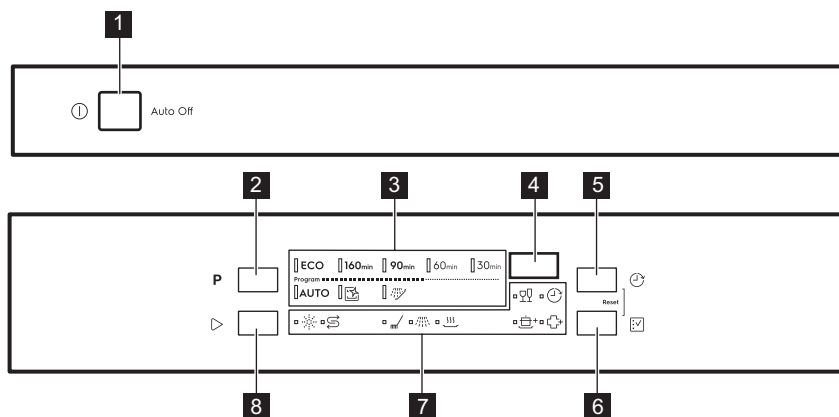 1
Auto Off
2 3 4 5
P
ECO 160min 90min 60min 30min
Program
AUTO
Reset
8 7 6